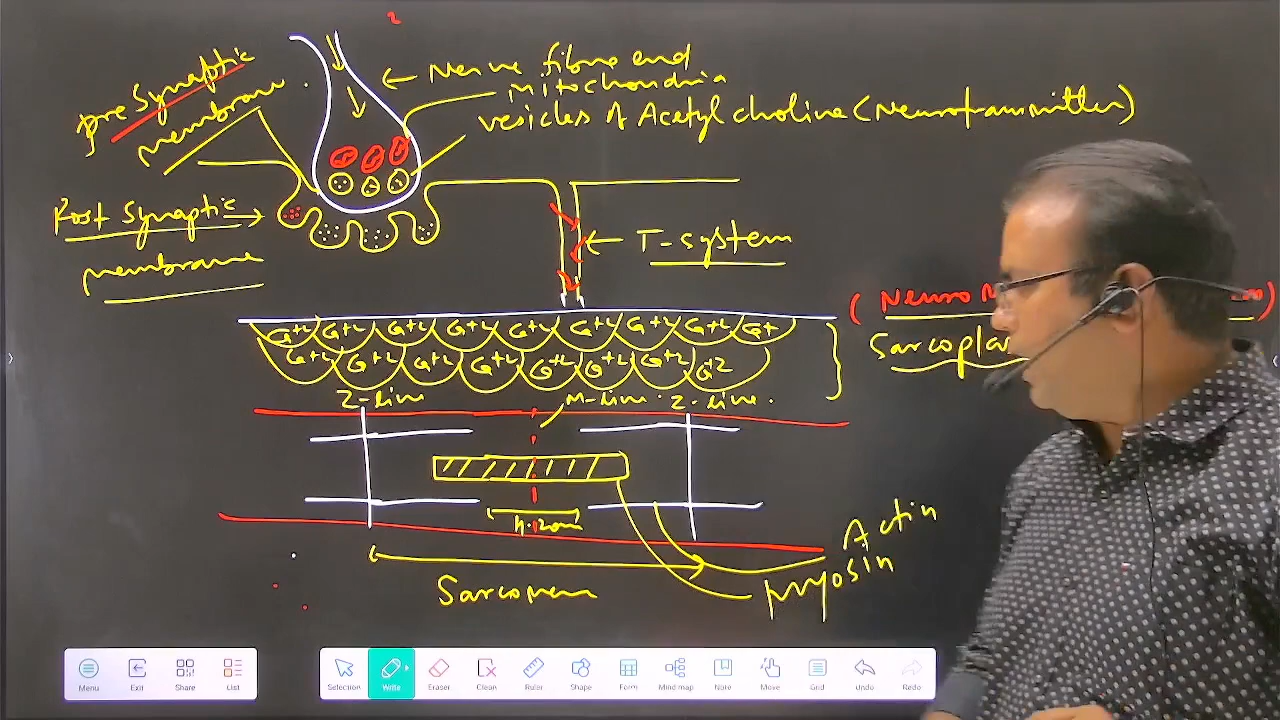 2
Nerve fibre end
mitochondria
vesicles of Acetyl choline (Neurotransmitter)
pre Synaptic
membrane
Post Synaptic
membrane
T-system
(Neuro M
Sarcopla
Ca+2 Ca+2 Ca+2 Ca+2 Ca+2 Ca+2 Ca+2 Ca+2 Ca+
Ca+2 Ca+2 Ca+2 Ca+2 Ca+2 Ca+2 Ca+2 Ca+2
Z-line M-line. Z-line.
H-zone
Actin
myosin
Sarcomere
Menu Exit Share List Selection Write Eraser Clean Ruler Shape Form Mind map Note Move Grid Undo Redo